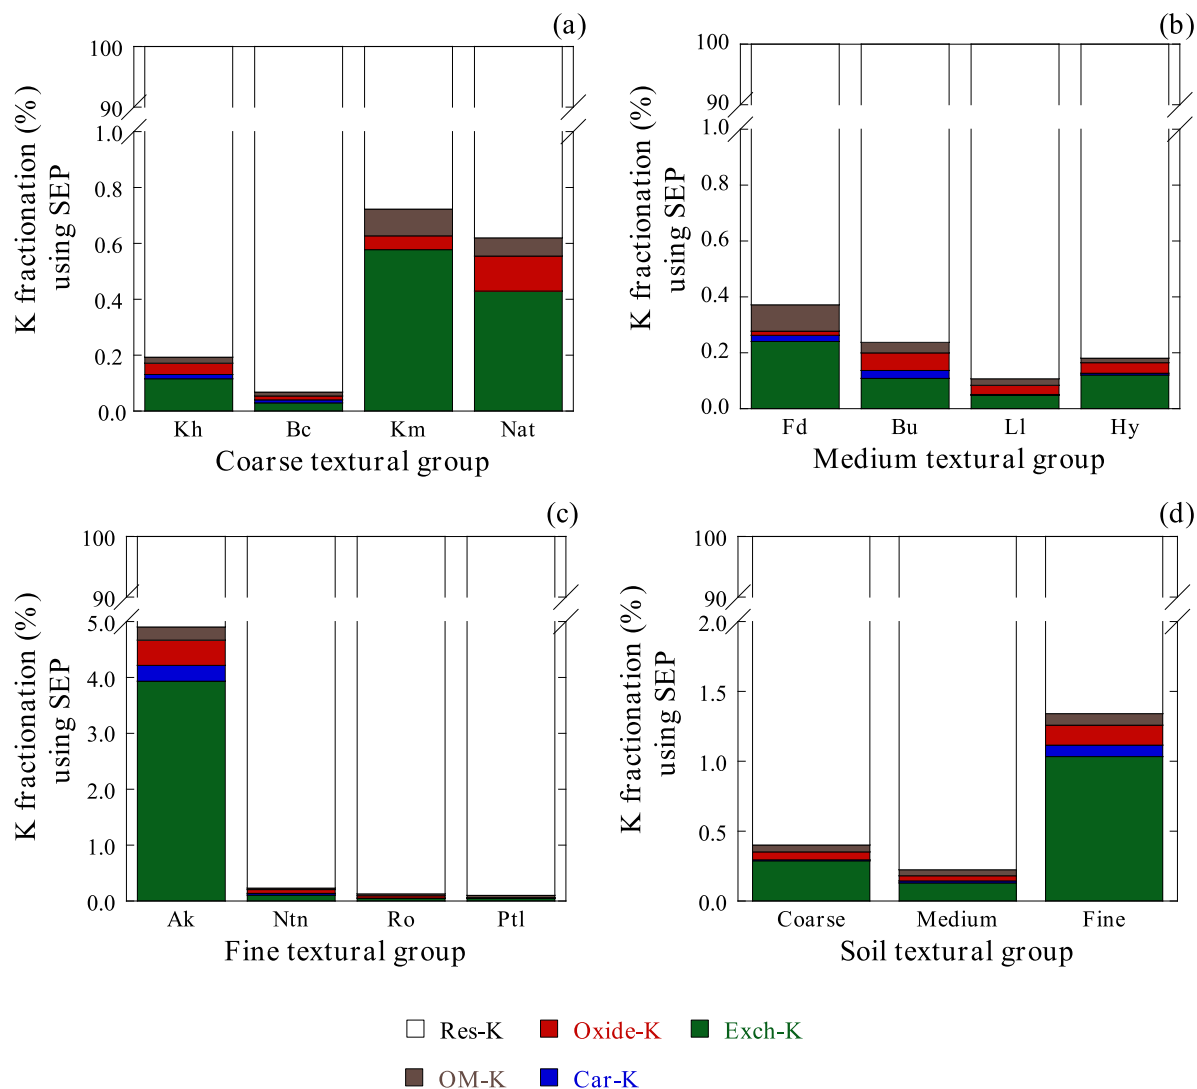 (a)
K fractionation (%)
using SEP
100
90
1.0
0.8
0.6
0.4
0.2
0.0
Kh Bc Km Nat
Coarse textural group
(b)
K fractionation (%)
using SEP
100
90
1.0
0.8
0.6
0.4
0.2
0.0
Fd Bu Ll Hy
Medium textural group
(c)
K fractionation (%)
using SEP
100
90
5.0
4.0
3.0
2.0
1.0
0.0
Ak Ntn Ro Ptl
Fine textural group
(d)
K fractionation (%)
using SEP
100
90
2.0
1.5
1.0
0.5
0.0
Coarse Medium Fine
Soil textural group
Res-K Oxide-K Exch-K
OM-K Car-K